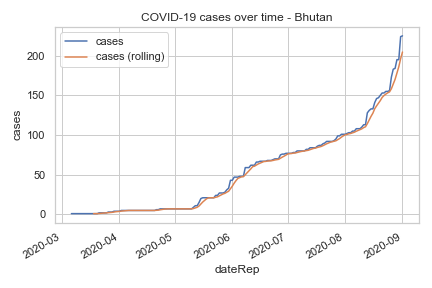 COVID-19 cases over time - Bhutan
cases
cases (rolling)
200
150
100
50
0
cases
2020-03
2020-04
2020-05
2020-06
2020-07
2020-08
2020-09
dateRep